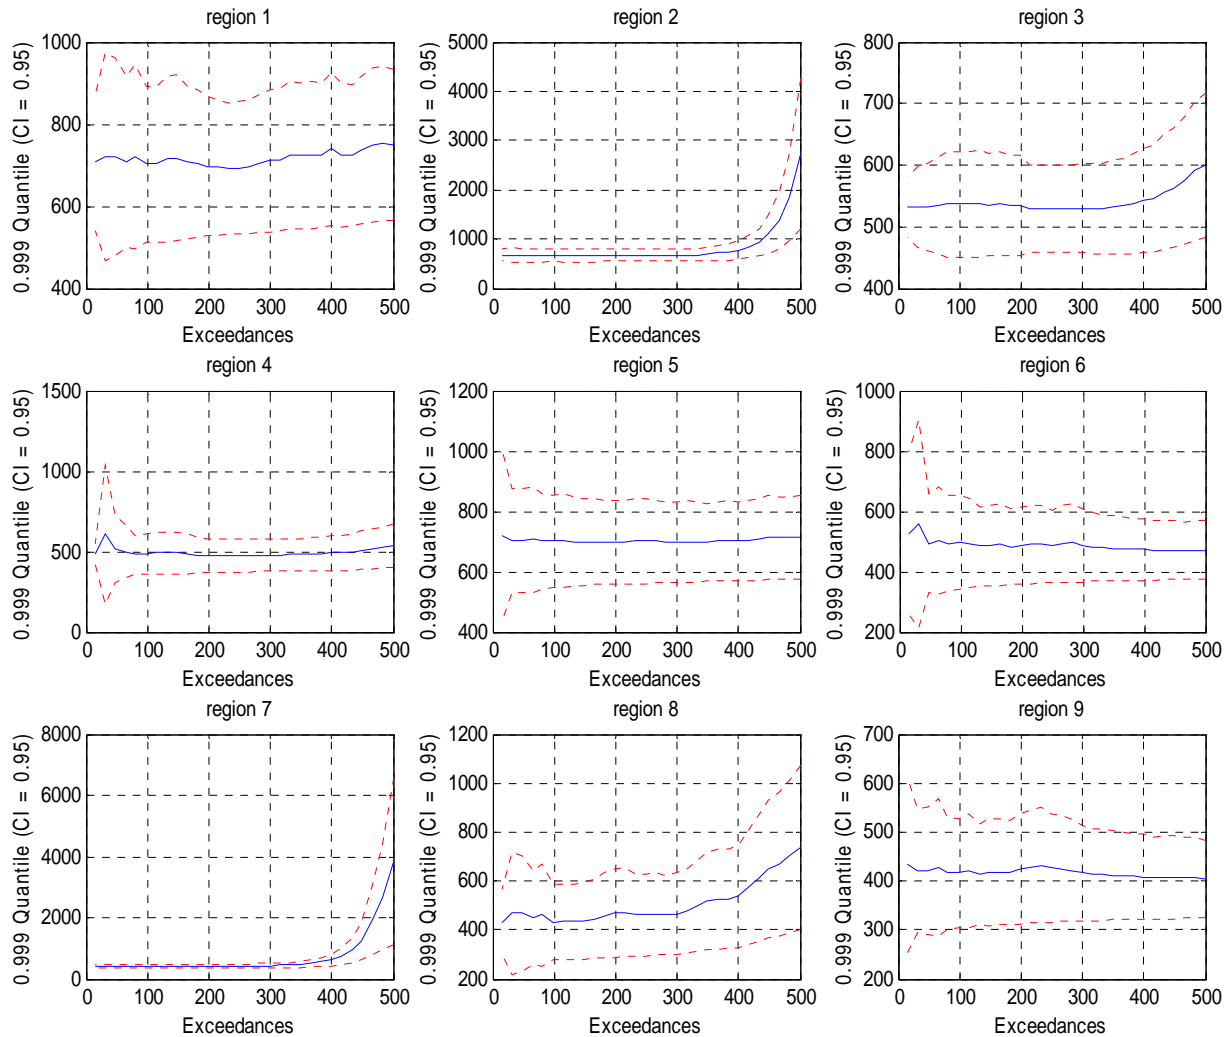 region 1
region 2
region 3
0.999 Quantile (CI = 0.95)
1000
800
600
400
0 100 200 300 400 500
Exceedances
0.999 Quantile (CI = 0.95)
5000
4000
3000
2000
1000
0
0 100 200 300 400 500
Exceedances
0.999 Quantile (CI = 0.95)
800
700
600
500
400
0 100 200 300 400 500
Exceedances
region 4
region 5
region 6
0.999 Quantile (CI = 0.95)
1500
1000
500
0
0 100 200 300 400 500
Exceedances
0.999 Quantile (CI = 0.95)
1200
1000
800
600
400
0 100 200 300 400 500
Exceedances
0.999 Quantile (CI = 0.95)
1000
800
600
400
200
0 100 200 300 400 500
Exceedances
region 7
region 8
region 9
0.999 Quantile (CI = 0.95)
8000
6000
4000
2000
0
0 100 200 300 400 500
Exceedances
0.999 Quantile (CI = 0.95)
1200
1000
800
600
400
200
0 100 200 300 400 500
Exceedances
0.999 Quantile (CI = 0.95)
700
600
500
400
300
200
0 100 200 300 400 500
Exceedances